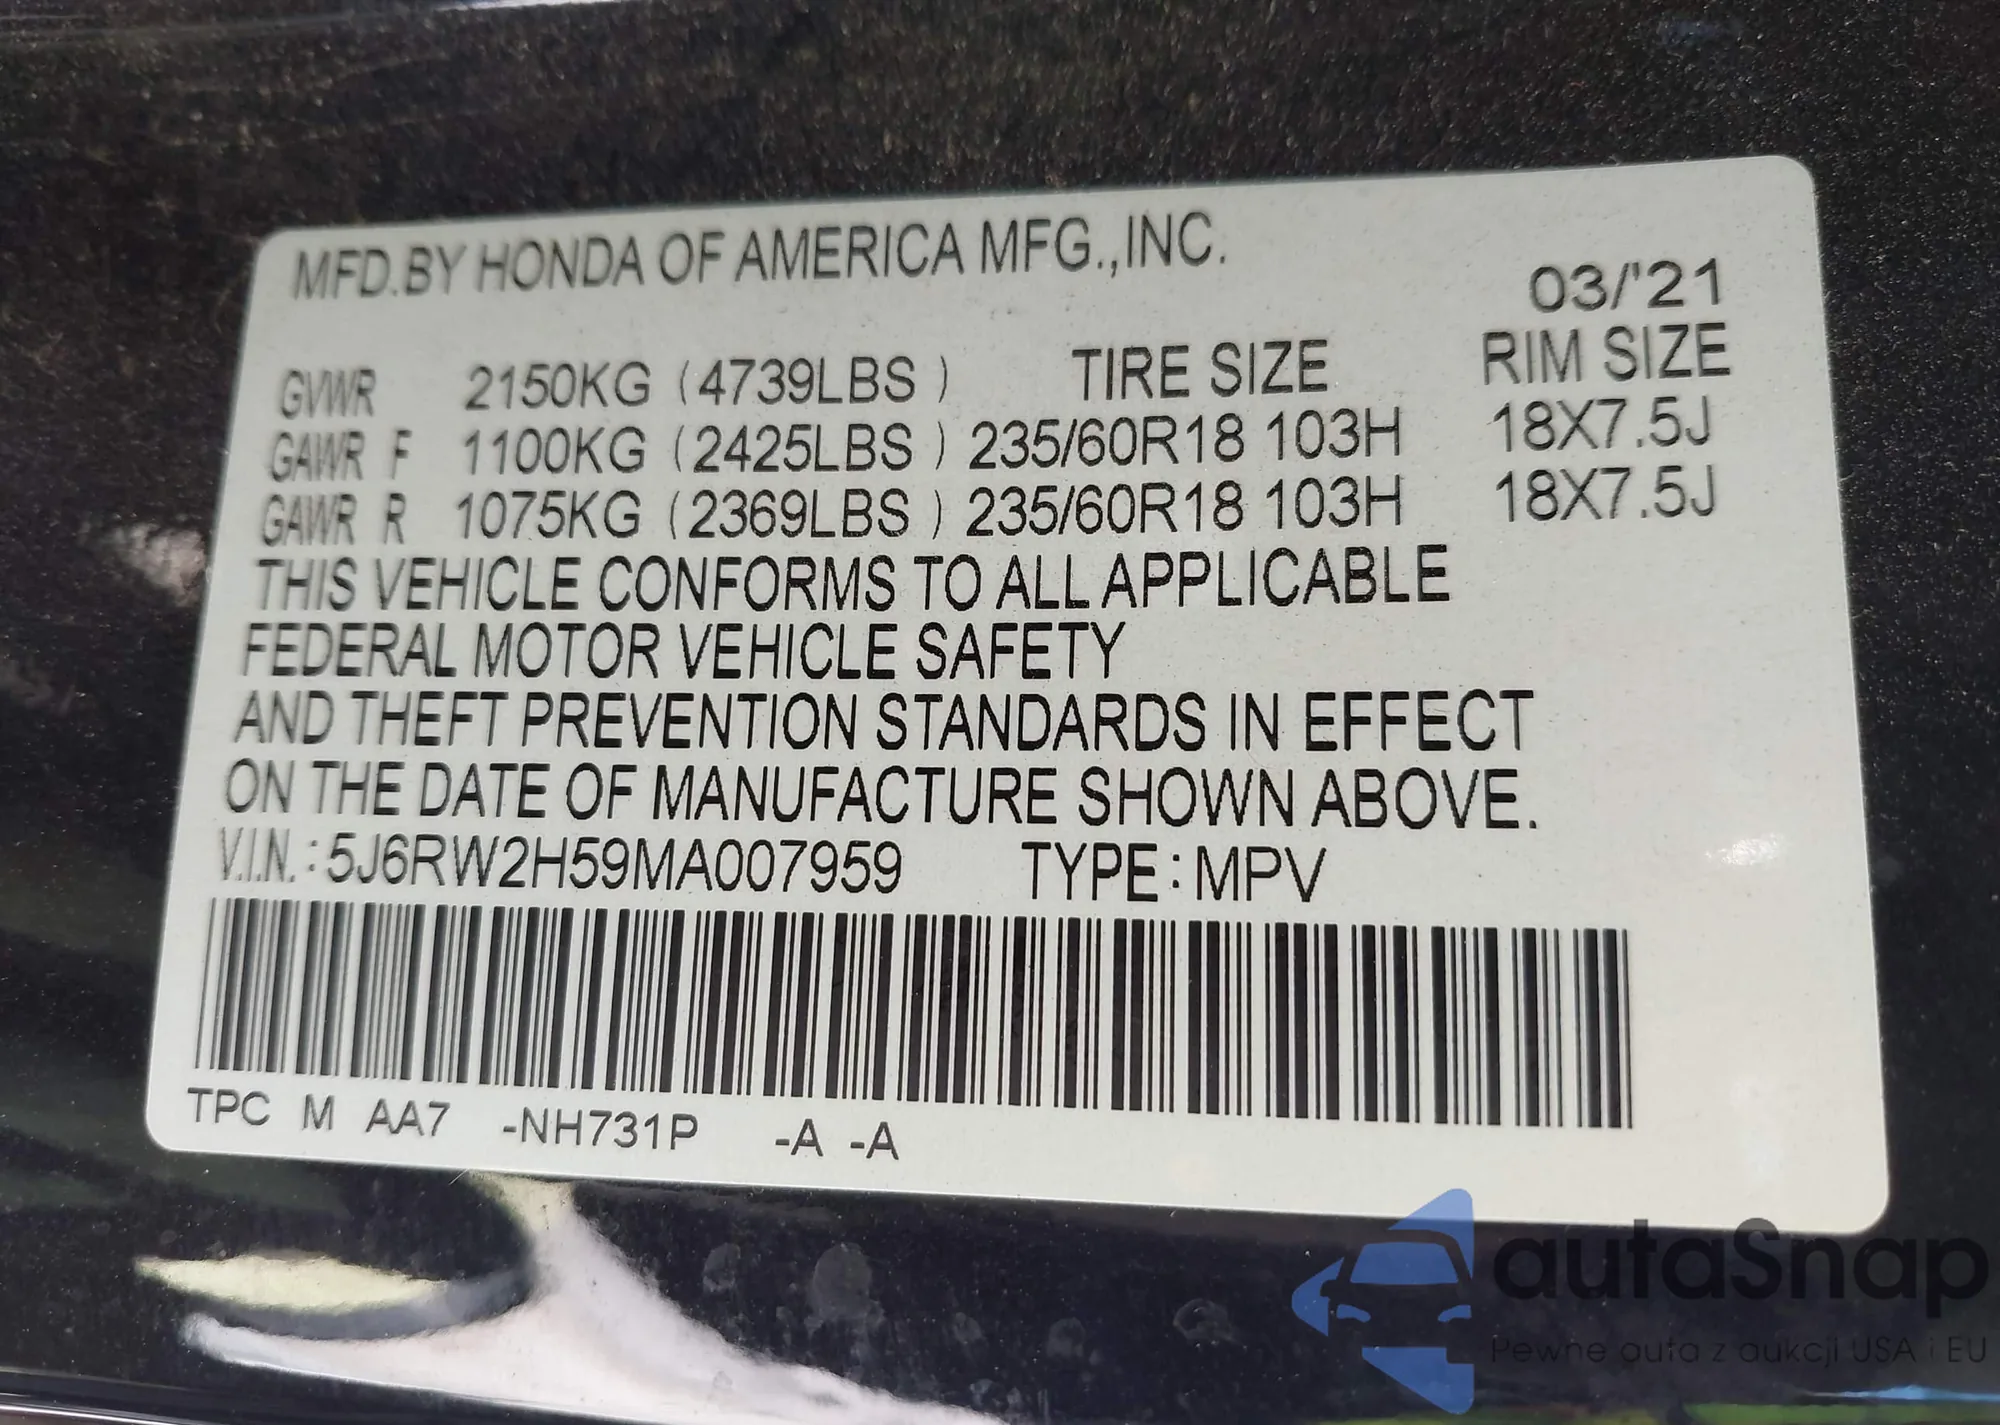 MFD.BY HONDA OF AMERICA MFG.,INC.
03/'21
GVWR 2150KG (4739LBS ) TIRE SIZE RIM SIZE
GAWR F 1100KG (2425LBS ) 235/60R18 103H 18X7.5J
GAWR R 1075KG (2369LBS ) 235/60R18 103H 18X7.5J
THIS VEHICLE CONFORMS TO ALL APPLICABLE
FEDERAL MOTOR VEHICLE SAFETY
AND THEFT PREVENTION STANDARDS IN EFFECT
ON THE DATE OF MANUFACTURE SHOWN ABOVE.
V.I.N.:5J6RW2H59MA007959 TYPE:MPV
TPC M AA7 -NH731P -A -A
autaSnap
Pewne auta z aukcji USA i EU